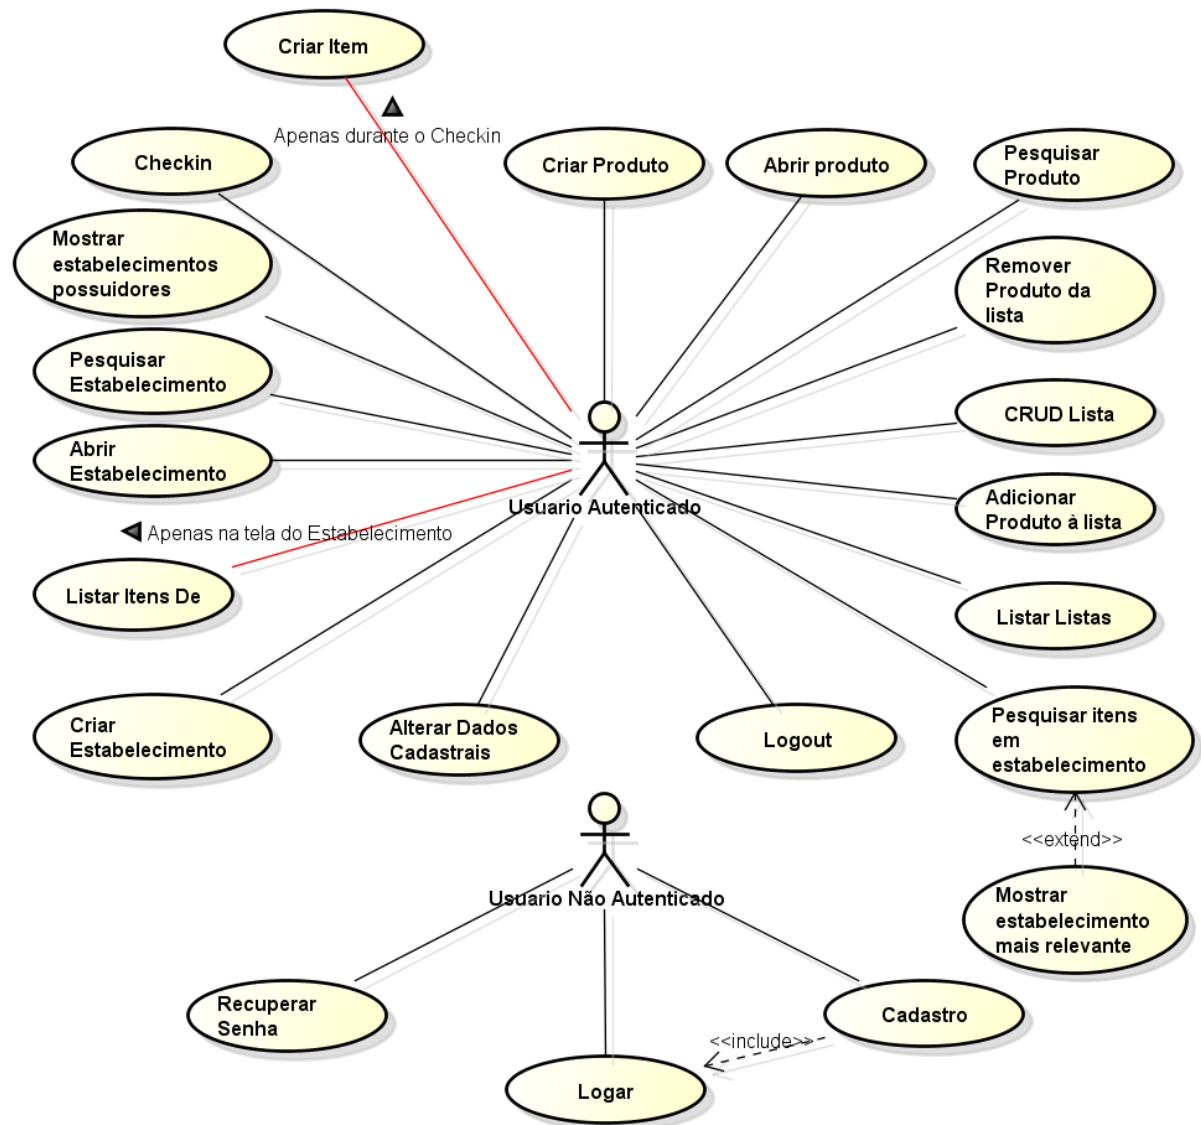 Criar Item
Apenas durante o Checkin
Checkin
Criar Produto
Abrir produto
Pesquisar
Produto
Mostrar
estabelecimentos
possuidores
Remover
Produto da
lista
Pesquisar
Estabelecimento
CRUD Lista
Abrir
Estabelecimento
Usuario Autenticado
Adicionar
Produto à lista
Apenas na tela do Estabelecimento
Listar Itens De
Listar Listas
Criar
Estabelecimento
Alterar Dados
Cadastrais
Logout
Pesquisar itens
em
estabelecimento
<<extend>>
Usuario Não Autenticado
Mostrar
estabelecimento
mais relevante
Recuperar
Senha
Cadastro
<<include>>
Logar